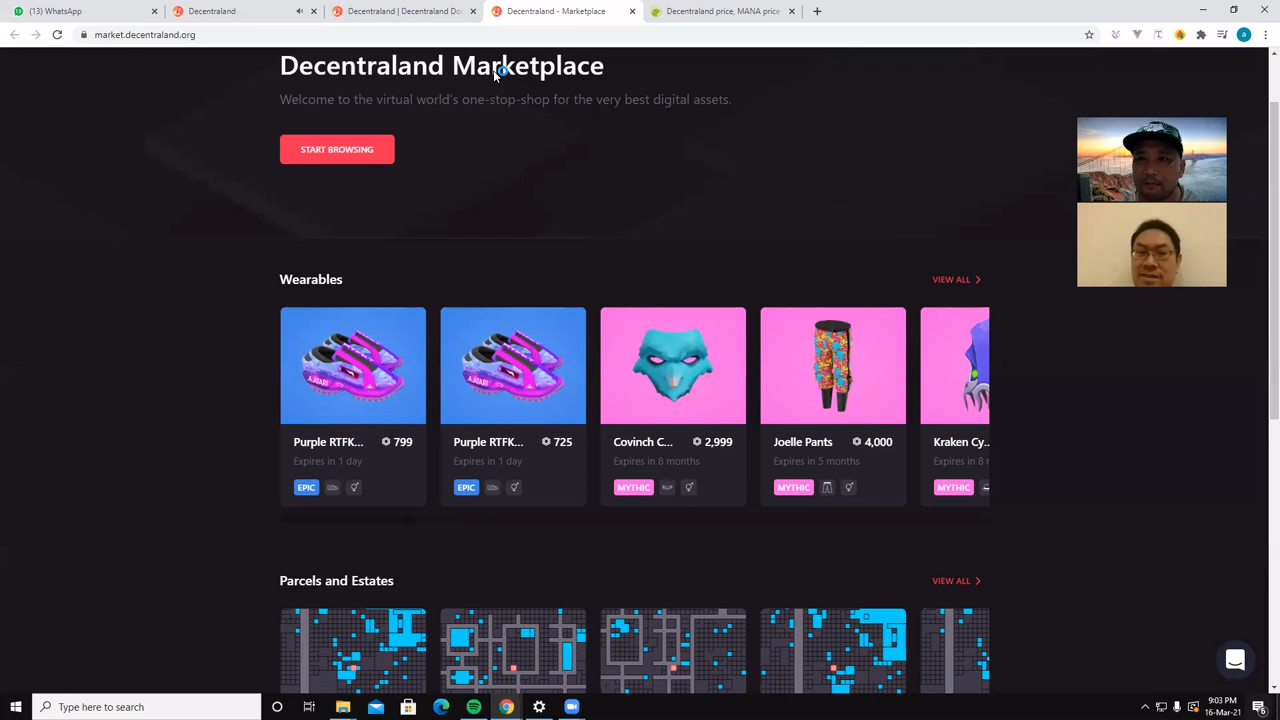 (13) WhatsApp
Decentraland
Decentraland | Decentraland Do
Decentraland - Marketplace
Decentraland price, MANA price
market.decentraland.org
a
Decentraland Marketplace
Welcome to the virtual world's one-stop-shop for the very best digital assets.
START BROWSING
Wearables
VIEW ALL
Purple RTFK... 799
Expires in 1 day
EPIC
Purple RTFK... 725
Expires in 1 day
EPIC
Covinch C... 2,999
Expires in 8 months
MYTHIC
Joelle Pants 4,000
Expires in 5 months
MYTHIC
Kraken Cy..
Expires in 8 m
MYTHIC
A.ATARI
Parcels and Estates
VIEW ALL
Type here to search
9:03 PM
16-Mar-21
6